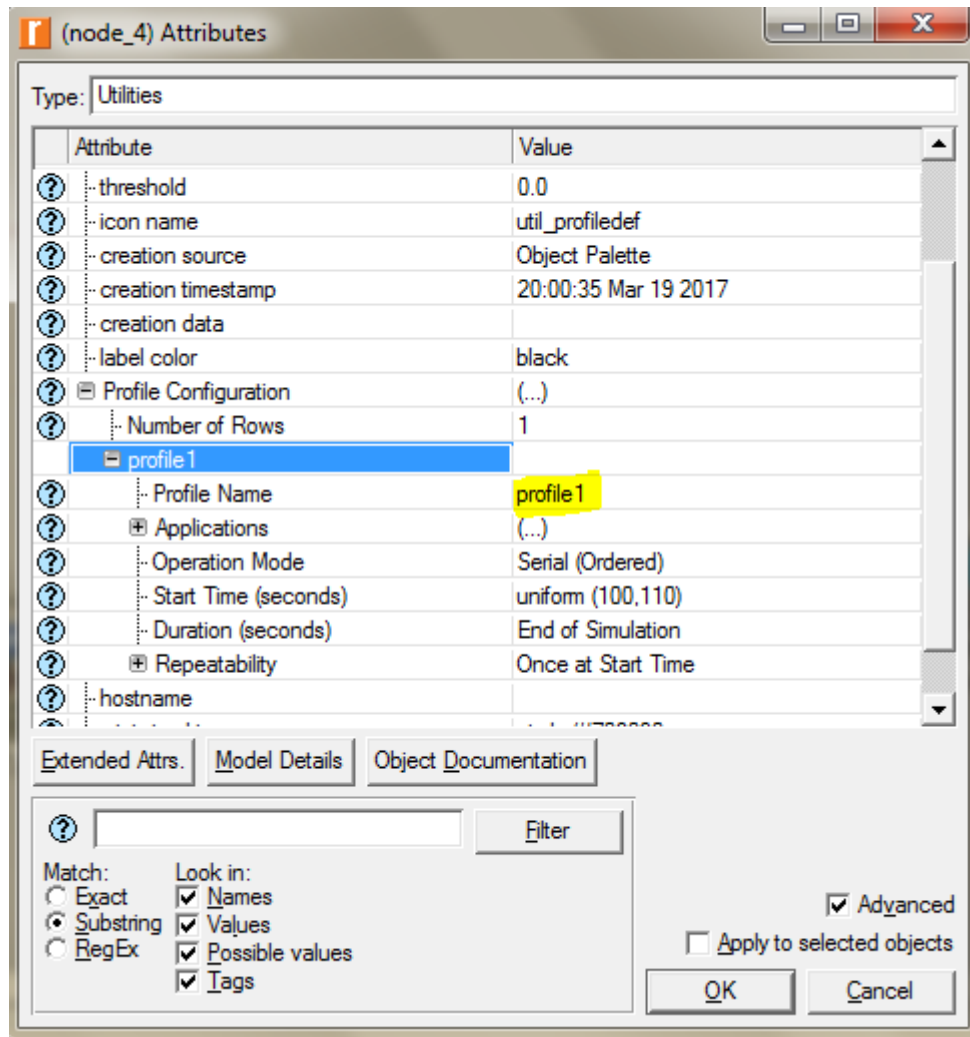 (node_4) Attributes
Type: Utilities
Attribute Value
threshold 0.0
icon name util_profiledef
creation source Object Palette
creation timestamp 20:00:35 Mar 19 2017
creation data
label color black
Profile Configuration (...)
Number of Rows 1
profile1
Profile Name profile1
Applications (...)
Operation Mode Serial (Ordered)
Start Time (seconds) uniform (100,110)
Duration (seconds) End of Simulation
Repeatability Once at Start Time
hostname
Extended Attrs. Model Details Object Documentation
Filter
Match: Look in:
Exact Names
Substring Values
RegEx Possible values
Tags
Advanced
Apply to selected objects
OK Cancel